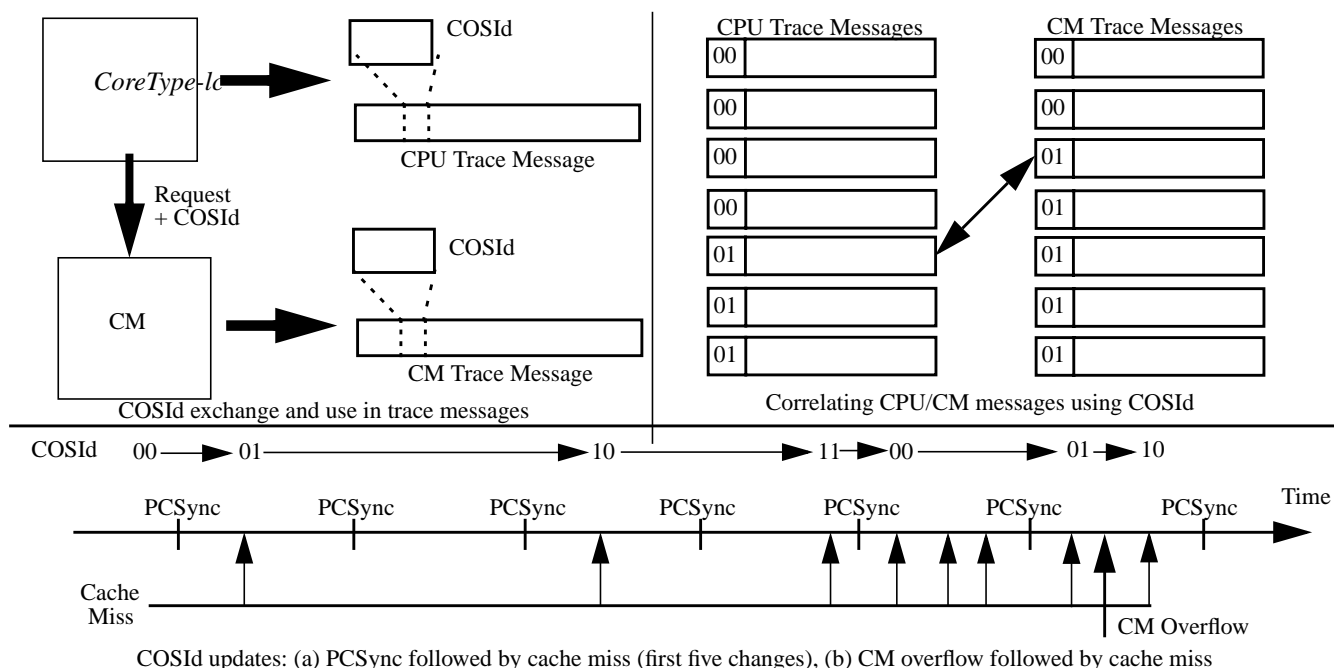 COSId
CoreType-lc
CPU Trace Message
Request
+ COSId
COSId
CM
CM Trace Message
COSId exchange and use in trace messages
CPU Trace Messages
00
00
00
00
01
01
01
CM Trace Messages
00
00
01
01
01
01
01
Correlating CPU/CM messages using COSId
COSId 00 01 10 11 00 01 10
Time
PCSync PCSync PCSync PCSync PCSync PCSync PCSync
Cache
Miss
CM Overflow
COSId updates: (a) PCSync followed by cache miss (first five changes), (b) CM overflow followed by cache miss